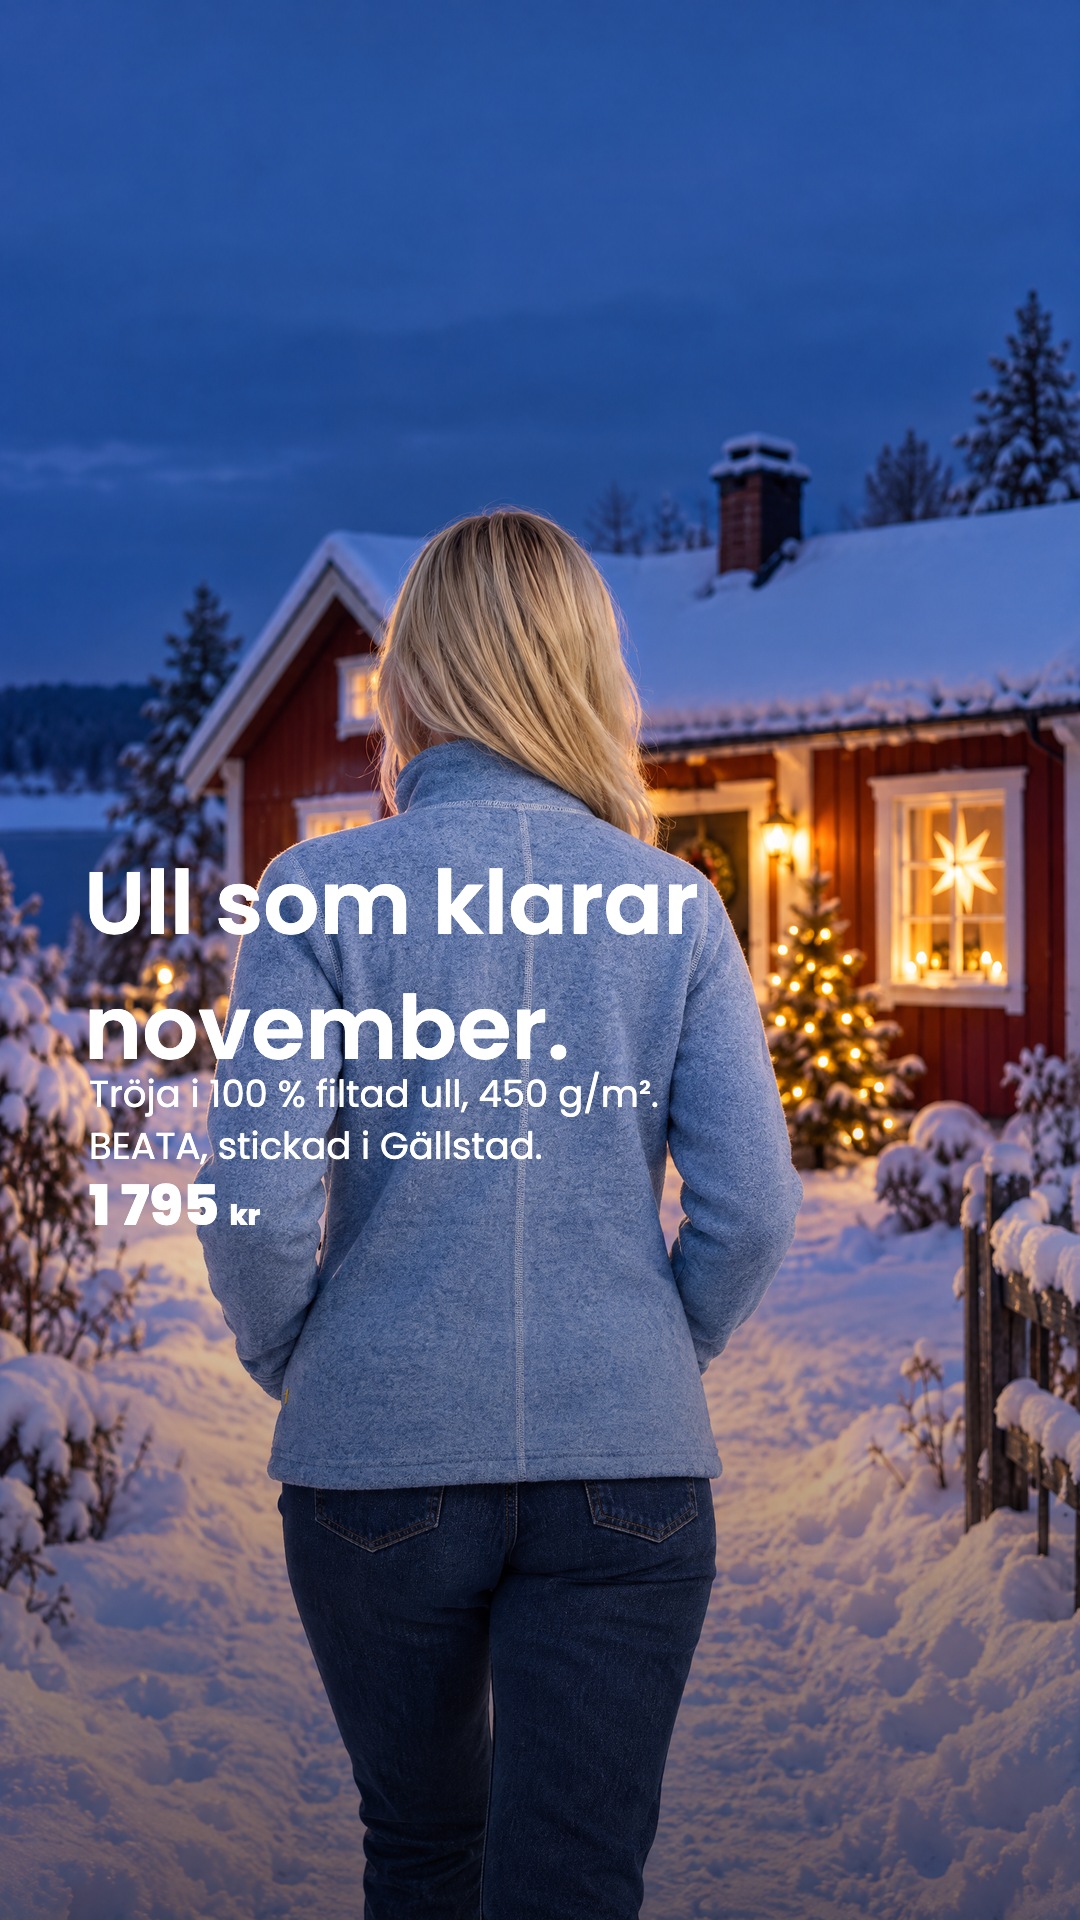 Ull som klarar
november.
Tröja i 100 % filtad ull, 450 g/m².
BEATA, stickad i Gällstad.
1 795 kr